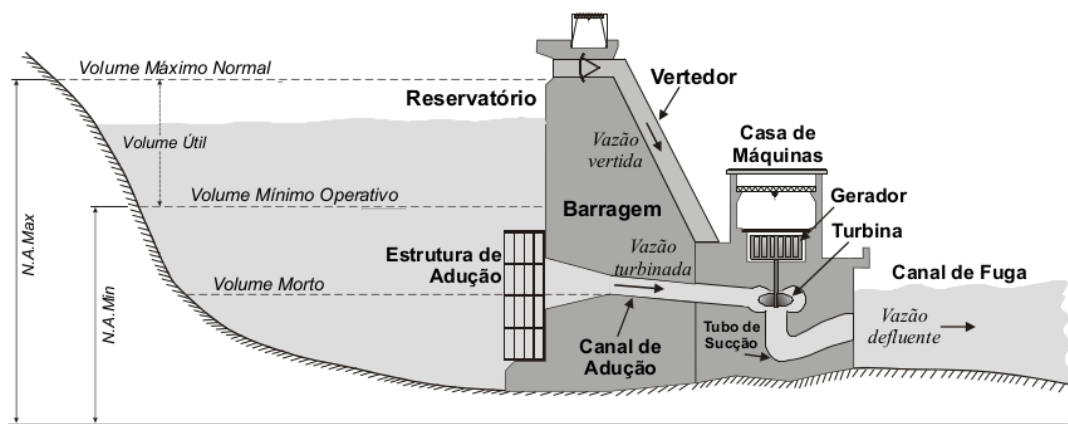 Volume Máximo Normal
Reservatório
Vertedor
Volume Útil
Vazão
vertida
Casa de
Máquinas
Volume Mínimo Operativo
Barragem
Gerador
Turbina
N.A.Max
Estrutura de
Adução
Vazão
turbinada
Canal de Fuga
Volume Morto
N.A.Min
Vazão
defluente
Tubo de
Sucção
Canal de
Adução